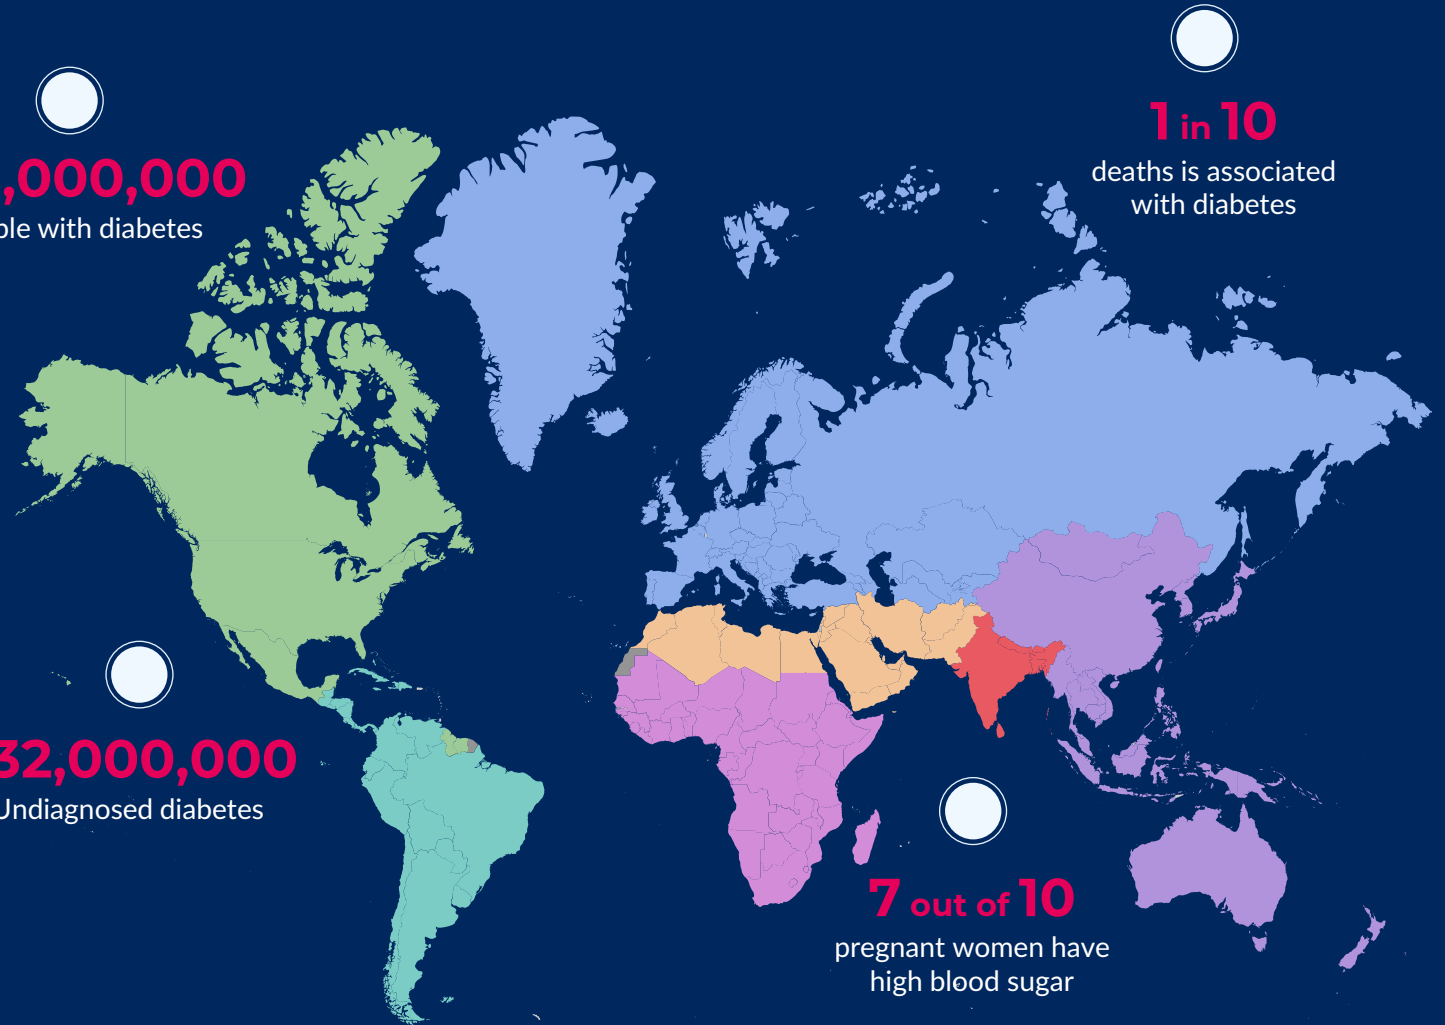 1 in 10
deaths is associated
with diabetes
,000,000
ple with diabetes
32,000,000
Undiagnosed diabetes
7 out of 10
pregnant women have
high blood sugar